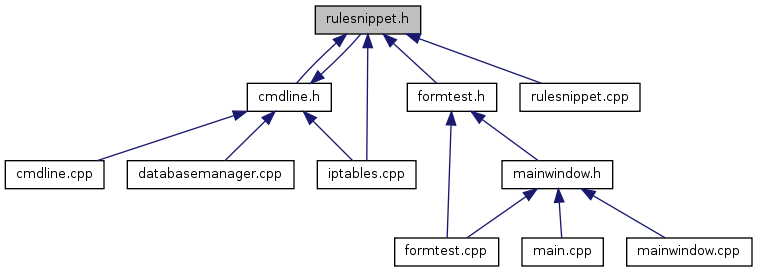 rulesnippet.h
cmdline.h
formtest.h
rulesnippet.cpp
cmdline.cpp
databasemanager.cpp
iptables.cpp
mainwindow.h
formtest.cpp
main.cpp
mainwindow.cpp